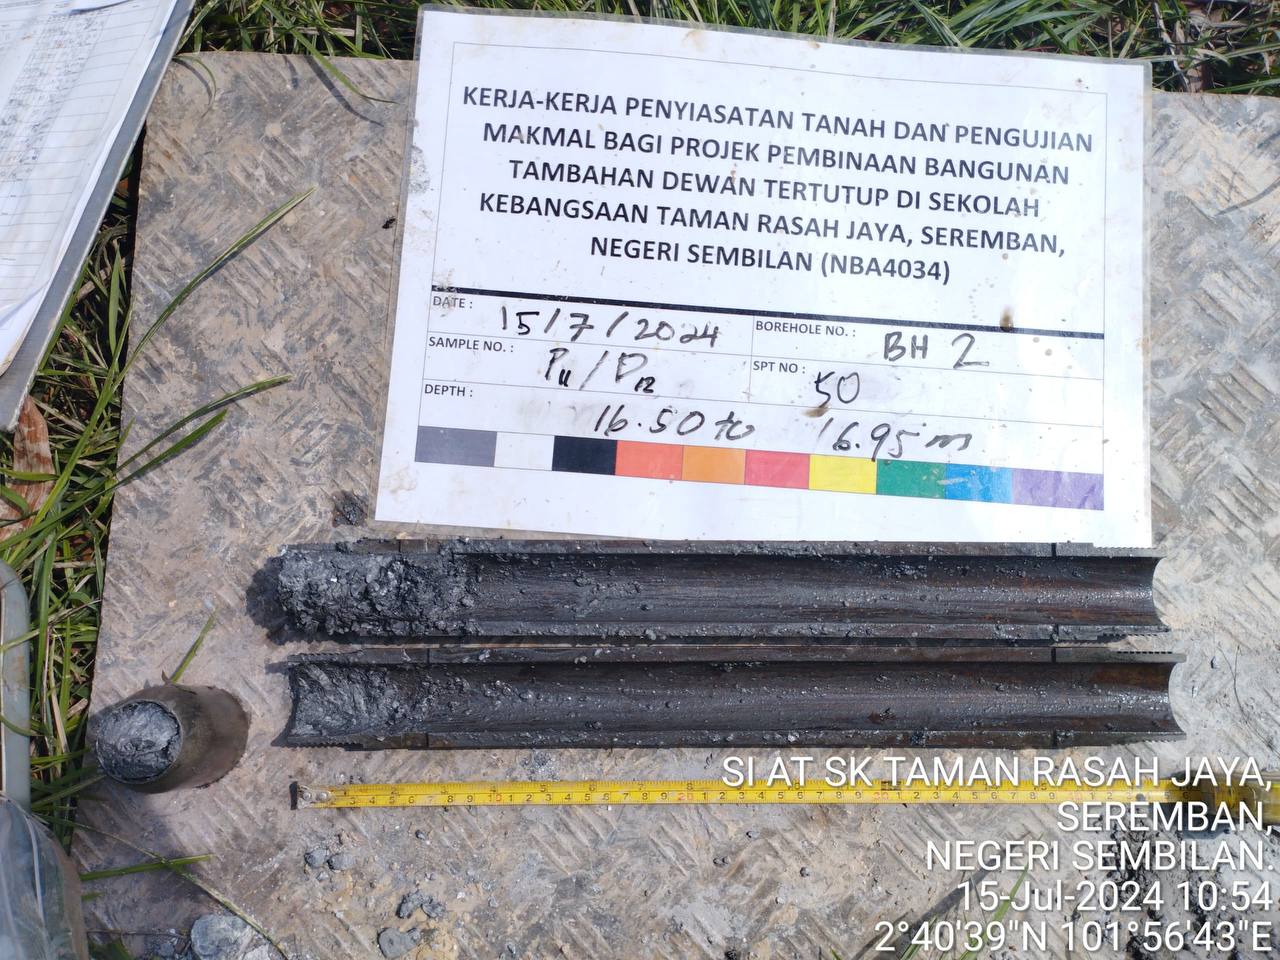 KERJA-KERJA PENYIASATAN TANAH DAN PENGUJIAN
MAKMAL BAGI PROJEK PEMBINAAN BANGUNAN
TAMBAHAN DEWAN TERTUTUP DI SEKOLAH
KEBANGSAAN TAMAN RASAH JAYA, SEREMBAN,
NEGERI SEMBILAN (NBA4034)
DATE : 15/7/2024 BOREHOLE NO. : BH 2
SAMPLE NO. : P11/D12 SPT NO : 50
DEPTH : 16.50 to 16.95 m
SI AT SK TAMAN RASAH JAYA,
SEREMBAN,
NEGERI SEMBILAN.
15-Jul-2024 10:54
2°40'39"N 101°56'43"E